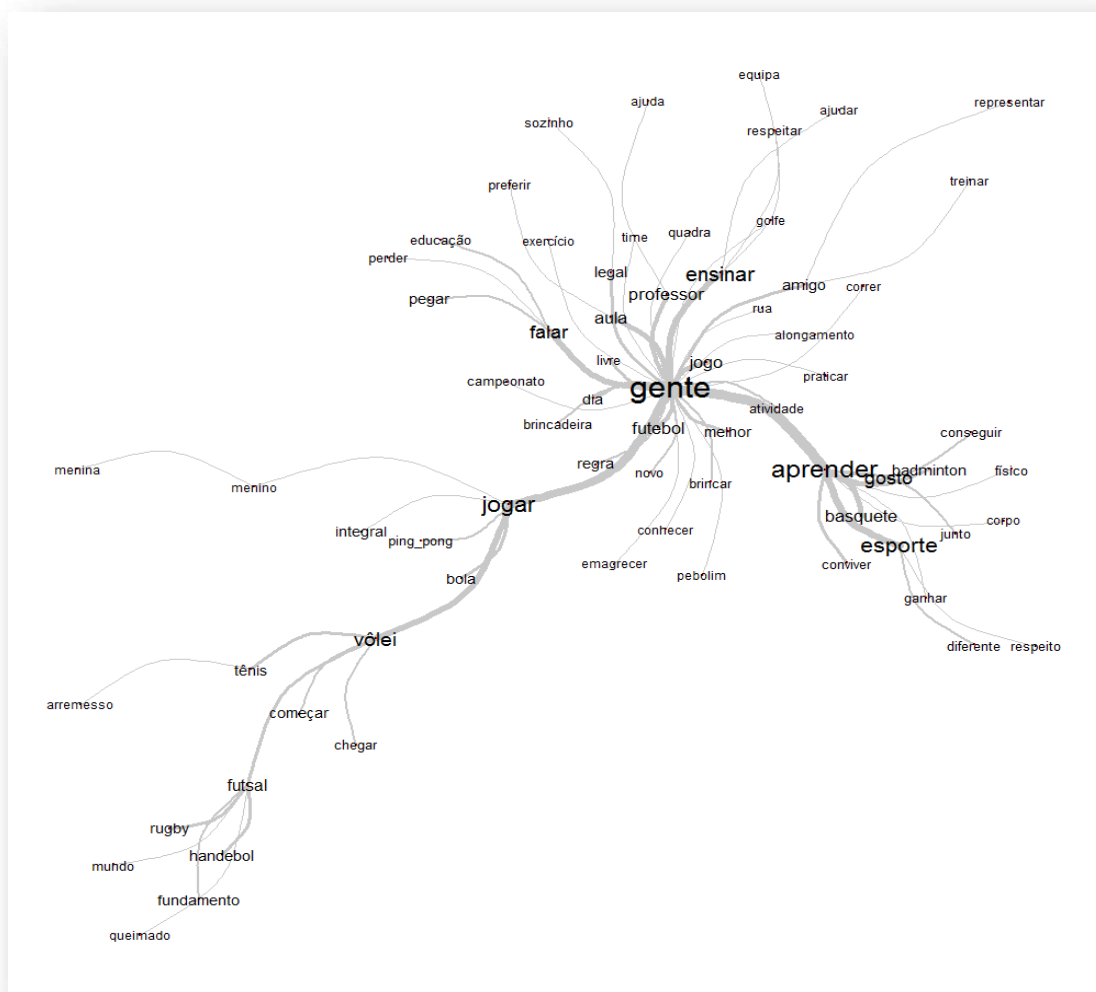 equipa
ajuda
representar
ajudar
sozinho
respeitar
treinar
preferir
golfe
quadra
time
educação
exercício
perder
legal
ensinar
amigo
correr
professor
pegar
rua
aula
falar
alongamento
livre
jogo
praticar
campeonato
gente
dia
atividade
brincadeira
futebol
melhor
conseguir
regra
menina
novo
aprender
badminton
físico
gosto
brincar
menino
jogar
basquete
corpo
integral
conhecer
junto
ping_pong
esporte
emagrecer
conviver
pebolim
bola
ganhar
vôlei
diferente
respeito
tênis
arremesso
começar
chegar
futsal
rugby
handebol
mundo
fundamento
queimado